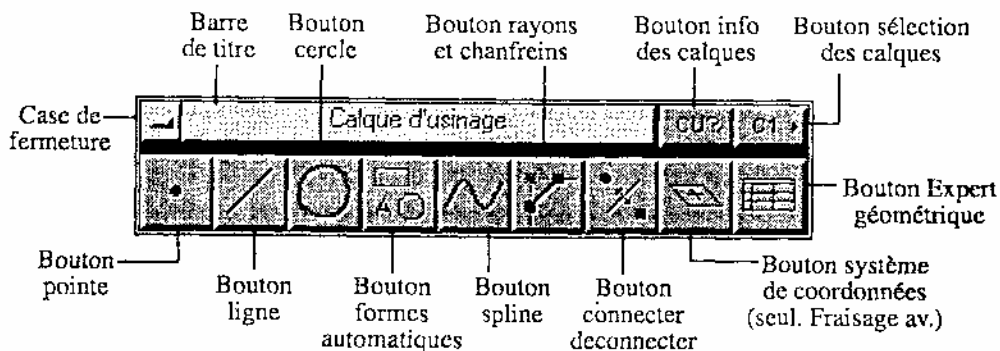 Barre
de titre
Bouton
cercle
Bouton rayons
et chanfreins
Bouton info
des calques
Bouton sélection
des calques
Case de
fermeture
Calque d'usinage
CU?
C1
A
Bouton Expert
géométrique
Bouton
pointe
Bouton
ligne
Bouton
formes
automatiques
Bouton
spline
Bouton
connecter
deconnecter
Bouton système
de coordonnées
(seul. Fraisage av.)